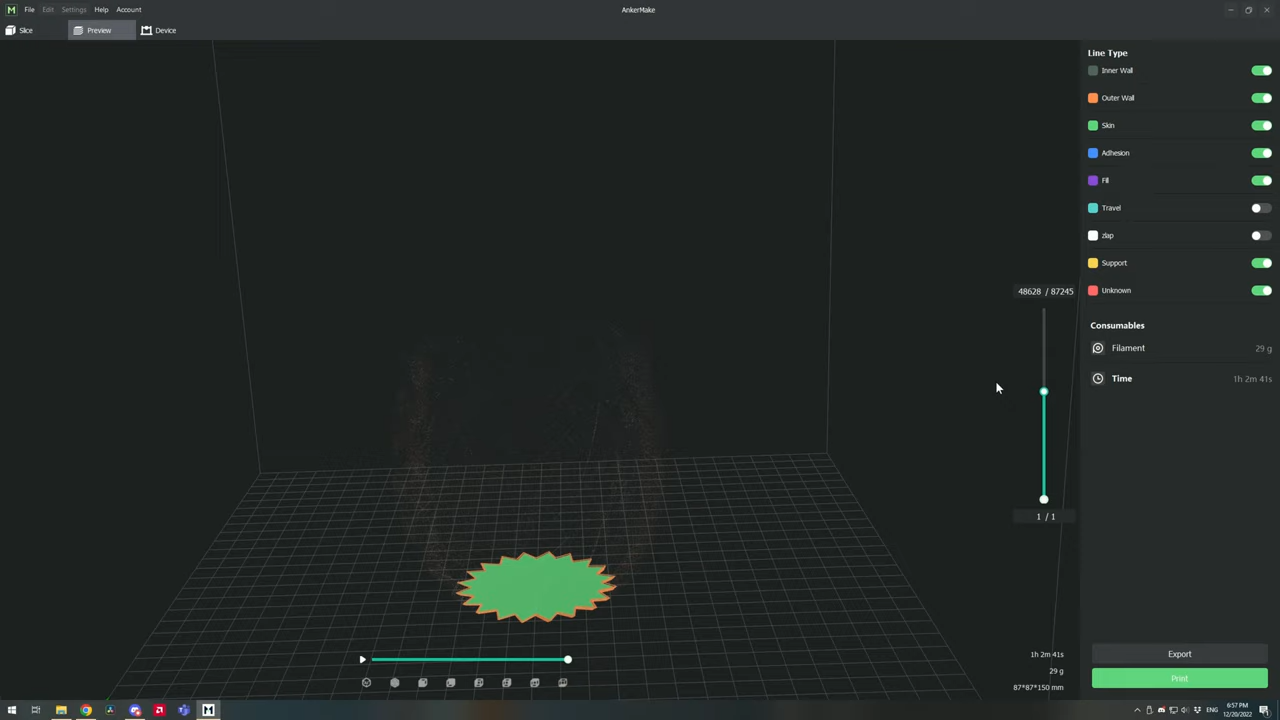 M File Edit Settings Help Account
AnkerMake
Slice
Preview
Device
Line Type
Inner Wall
Outer Wall
Skin
Adhesion
Fill
Travel
zlap
Support
Unknown
48628 / 87245
Consumables
Filament 29 g
Time 1h 2m 41s
1 / 1
1h 2m 41s
29 g
87*87*150 mm
Export
Print
ENG
6:57 PM
12/20/2022